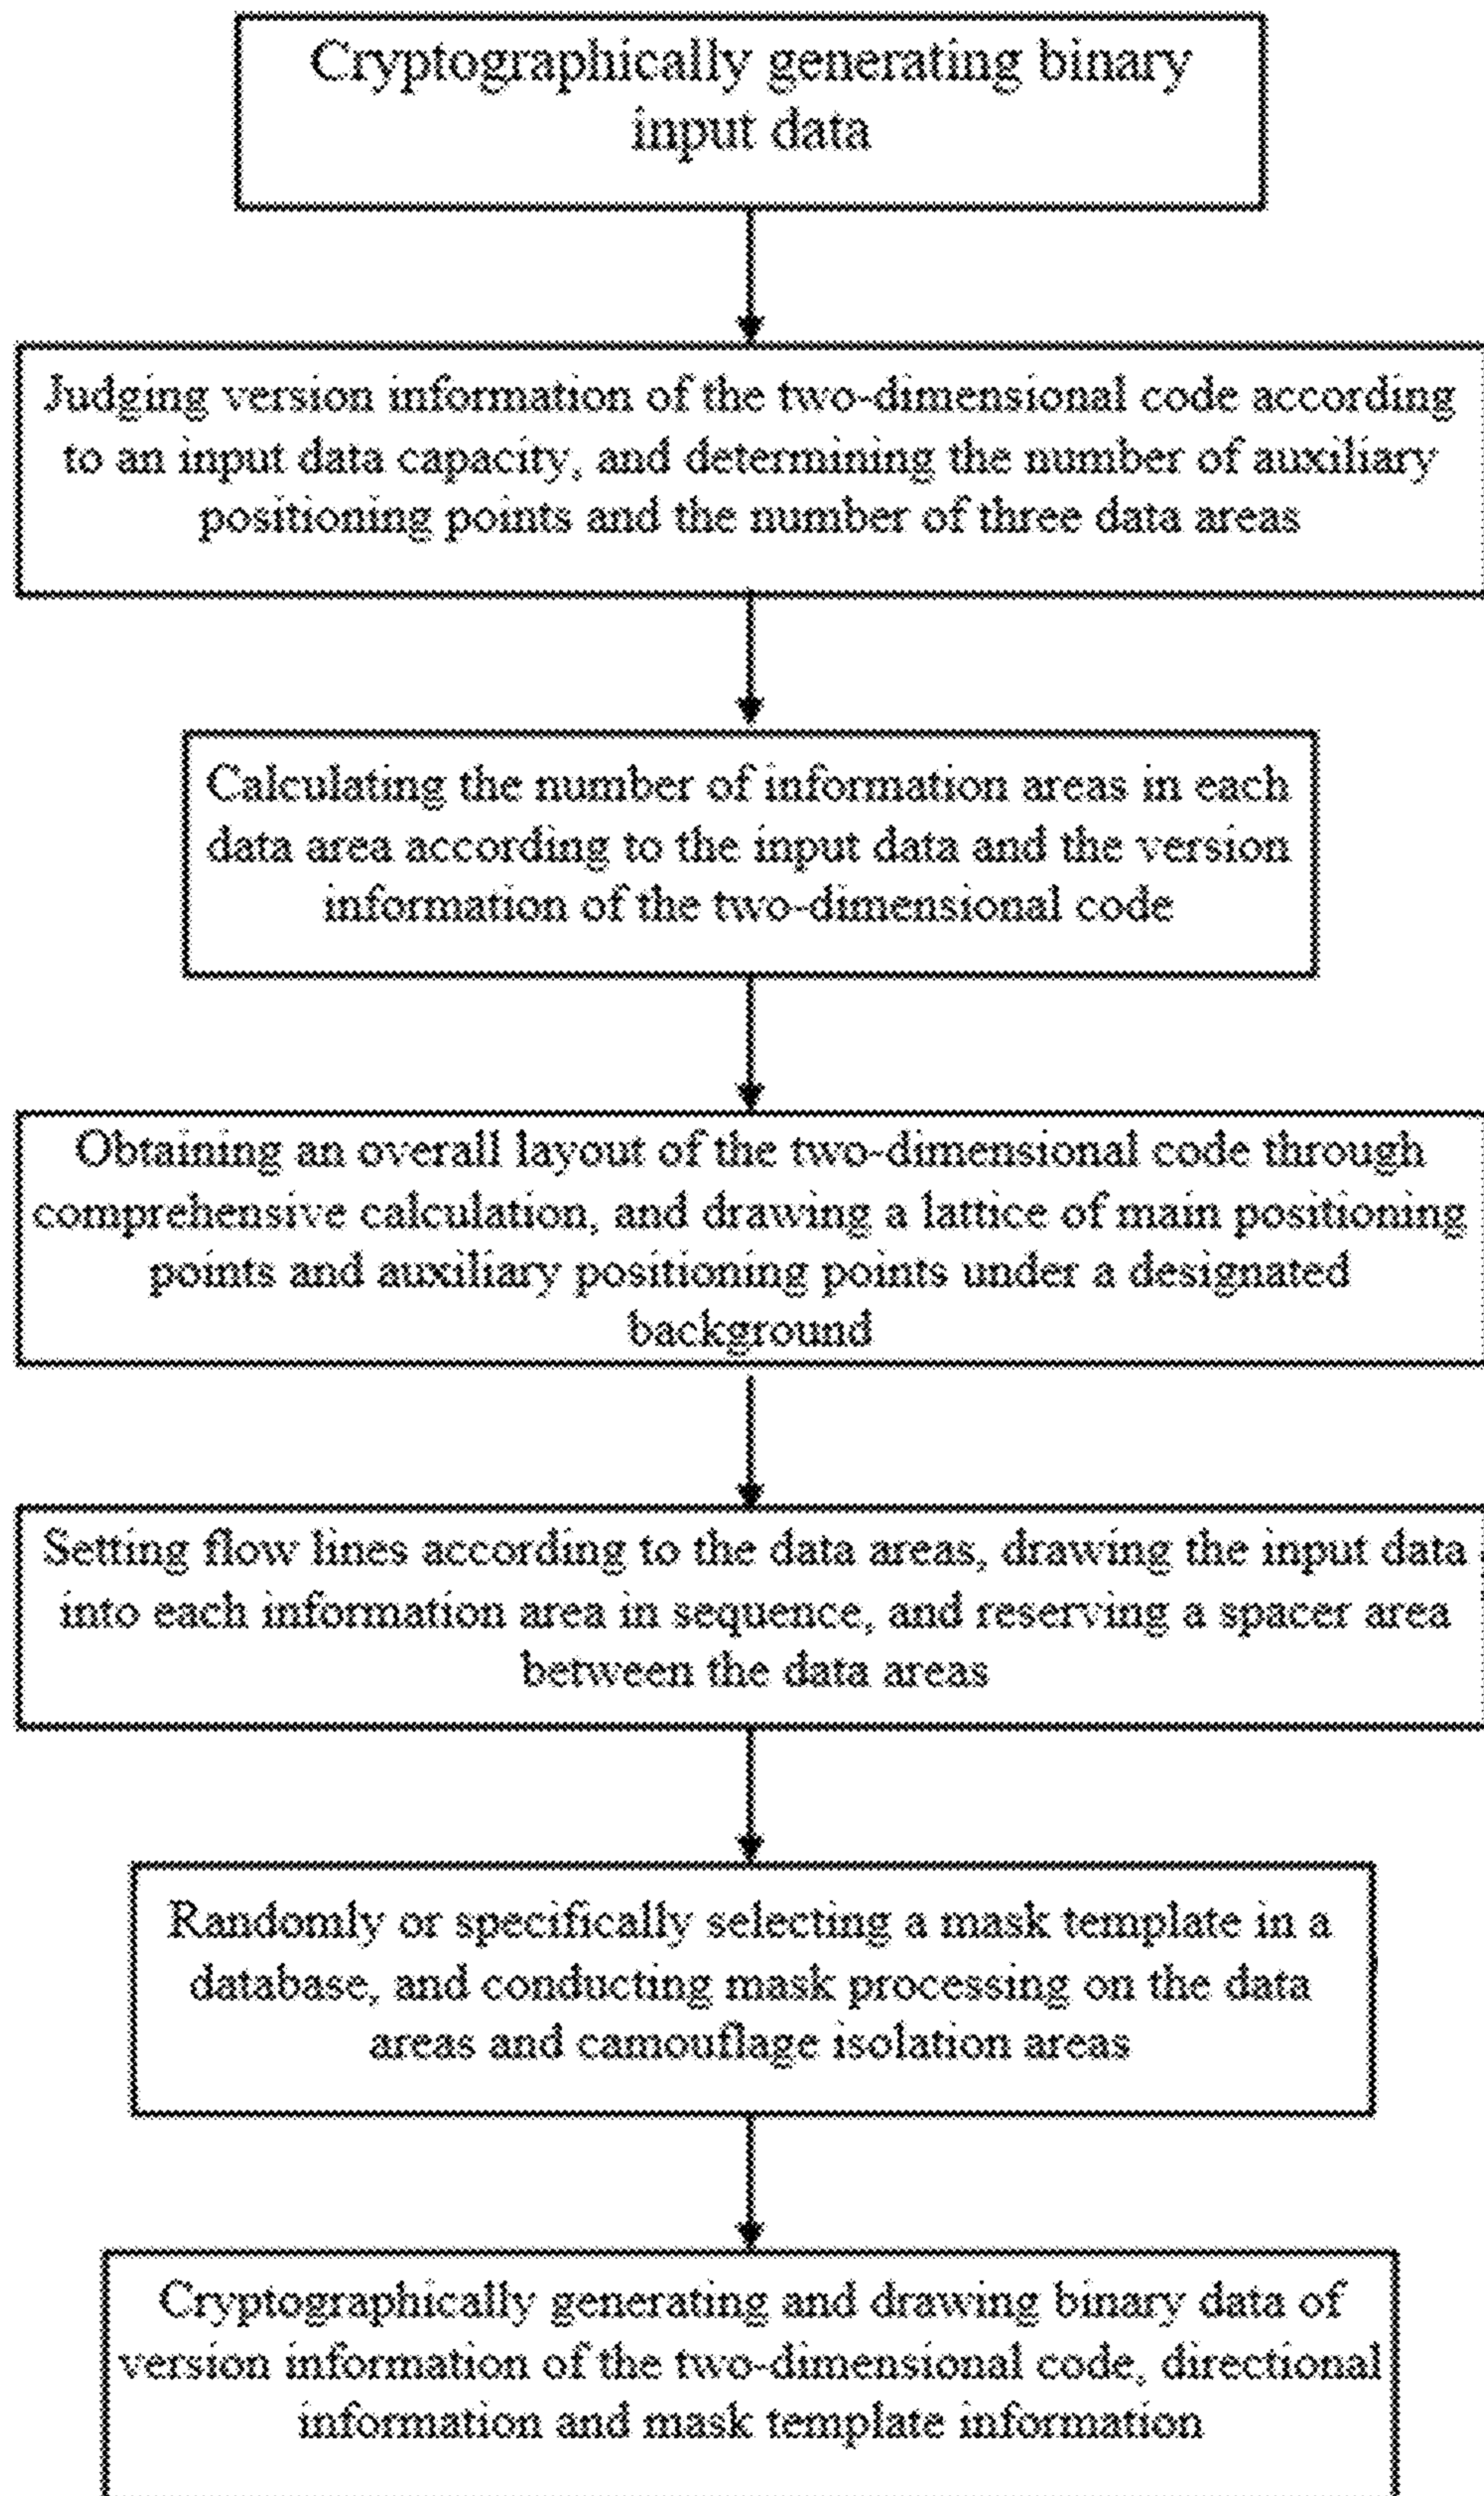 Cryptographically generating binary
input data
Judging version information of the two-dimensional code according
to an input data capacity, and determining the number of auxiliary
positioning points and the number of three data areas
Calculating the number of information areas in each
data area according to the input data and the version
information of the two-dimensional code
Obtaining an overall layout of the two-dimensional code through
comprehensive calculation, and drawing a lattice of main positioning
points and auxiliary positioning points under a designated
background
Setting flow lines according to the data areas, drawing the input data
into each information area in sequence, and reserving a spacer area
between the data areas
Randomly or specifically selecting a mask template in a
database, and conducting mask processing on the data
areas and camouflage isolation areas
Cryptographically generating and drawing binary data of
version information of the two-dimensional code, directional
information and mask template information